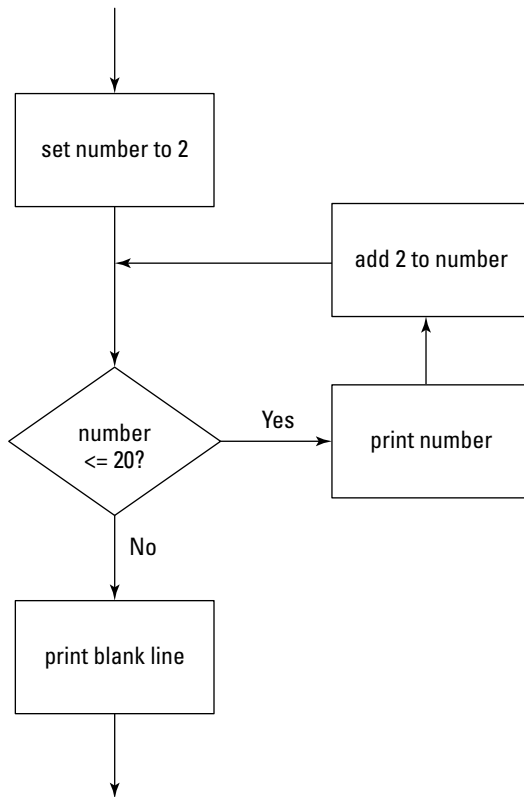 set number to 2
add 2 to number
number
<= 20?
Yes
print number
No
print blank line